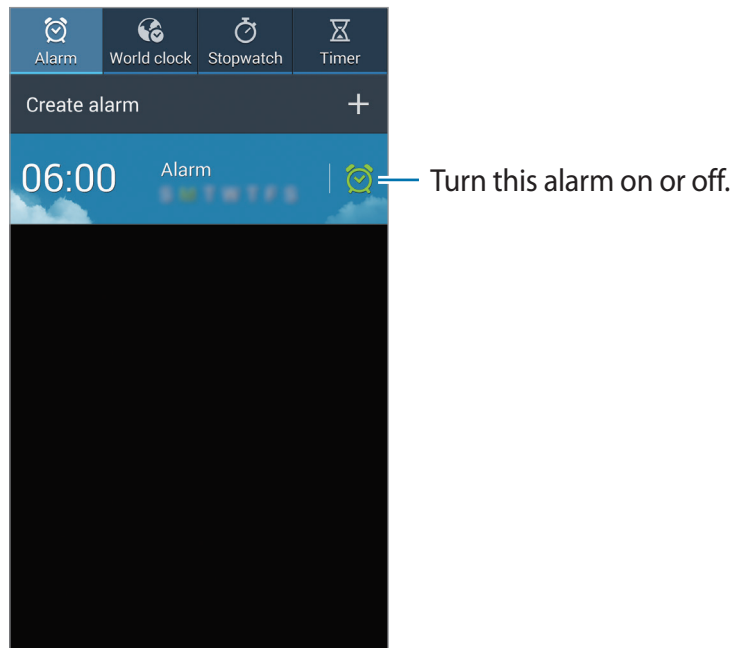 Alarm World clock Stopwatch Timer
Create alarm +
06:00 Alarm
S M T W T F S
Turn this alarm on or off.